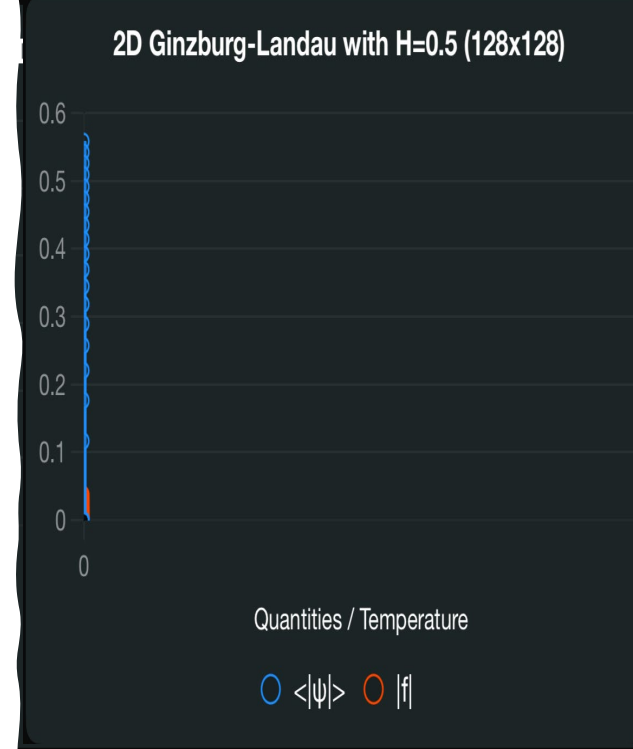 2D Ginzburg-Landau with H=0.5 (128x128)
0.6
0.5
0.4
0.3
0.2
0.1
0
0
Quantities / Temperature
<|ψ|> |f|